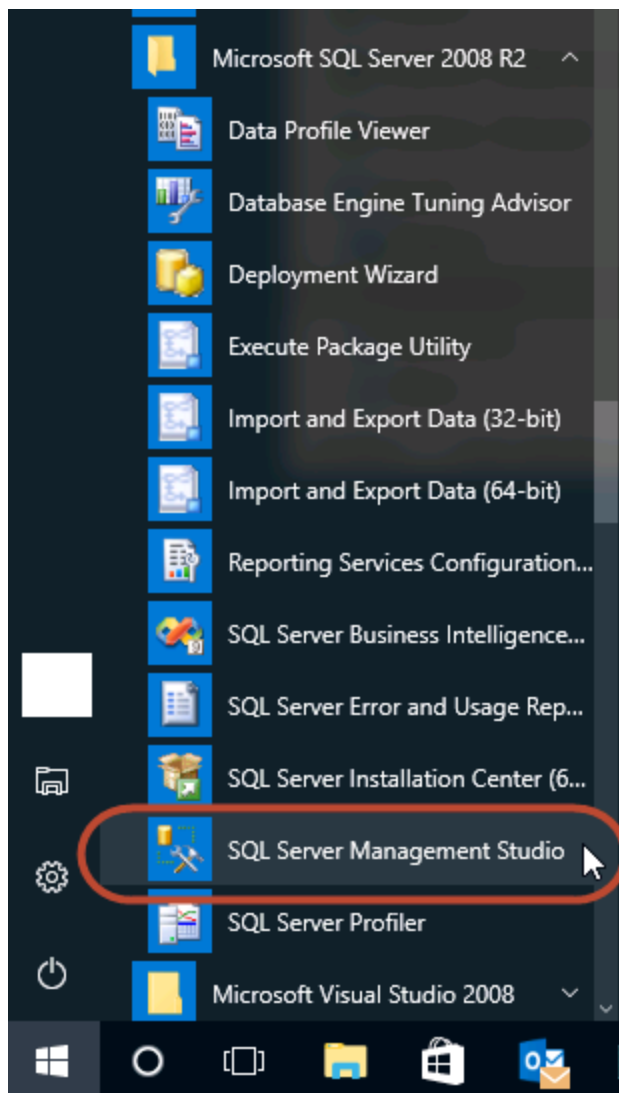 Microsoft SQL Server 2008 R2
Data Profile Viewer
Database Engine Tuning Advisor
Deployment Wizard
Execute Package Utility
Import and Export Data (32-bit)
Import and Export Data (64-bit)
Reporting Services Configuration...
SQL Server Business Intelligence...
SQL Server Error and Usage Rep...
SQL Server Installation Center (6...
SQL Server Management Studio
SQL Server Profiler
Microsoft Visual Studio 2008